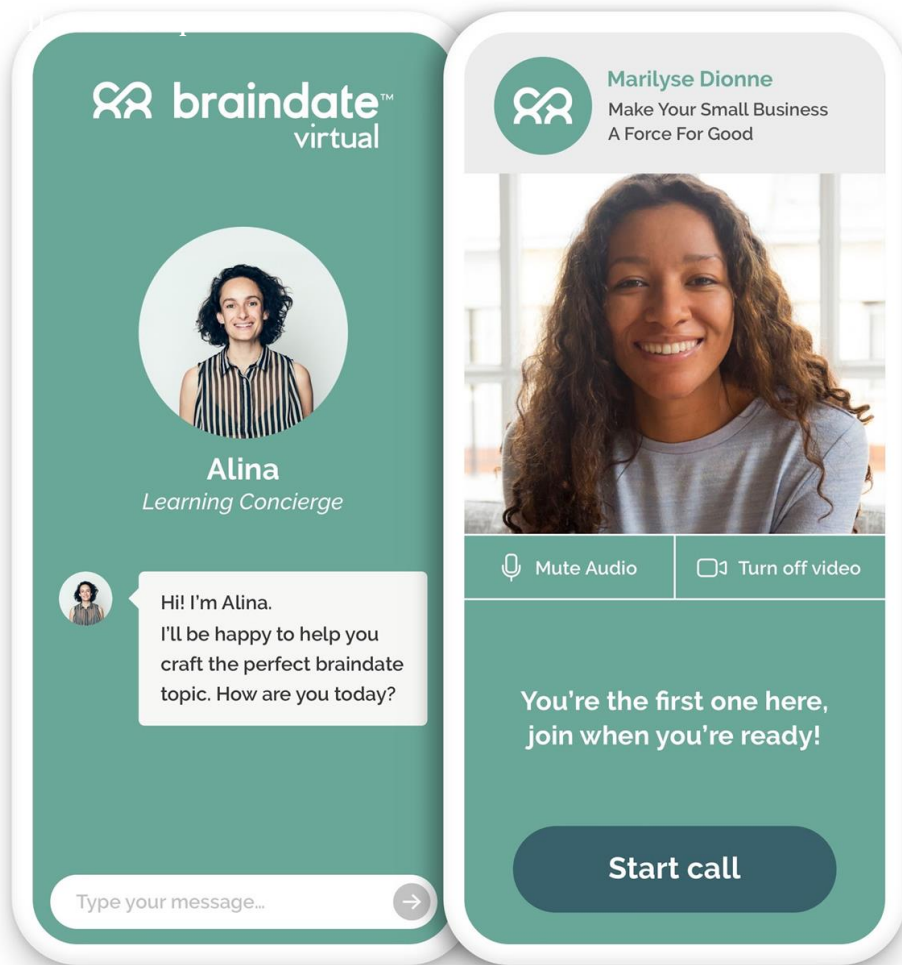 braindate™
virtual
Alina
Learning Concierge
Hi! I'm Alina.
I'll be happy to help you
craft the perfect braindate
topic. How are you today?
Type your message...
Marilyse Dionne
Make Your Small Business
A Force For Good
Mute Audio
Turn off video
You're the first one here,
join when you're ready!
Start call